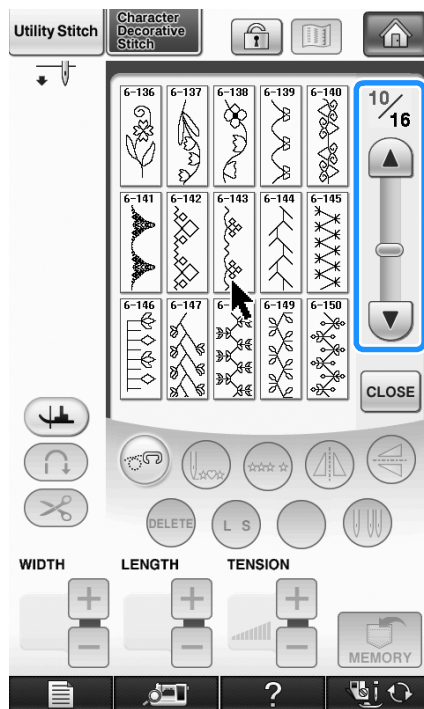 Utility Stitch
Character
Decorative
Stitch
10/16
6-136 6-137 6-138 6-139 6-140
6-141 6-142 6-143 6-144 6-145
6-146 6-147 6- 6-149 6-150
CLOSE
DELETE
L S
WIDTH LENGTH TENSION
MEMORY
?